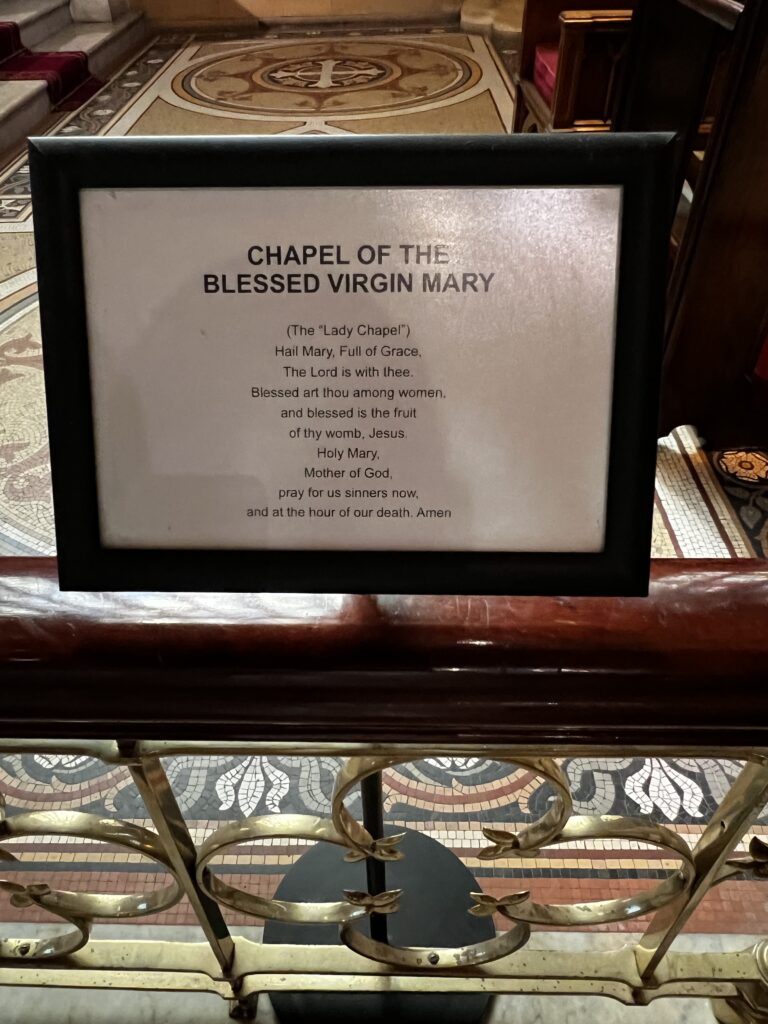 CHAPEL OF THE
BLESSED VIRGIN MARY
(The “Lady Chapel”)
Hail Mary, Full of Grace,
The Lord is with thee.
Blessed art thou among women,
and blessed is the fruit
of thy womb, Jesus.
Holy Mary,
Mother of God,
pray for us sinners now,
and at the hour of our death. Amen